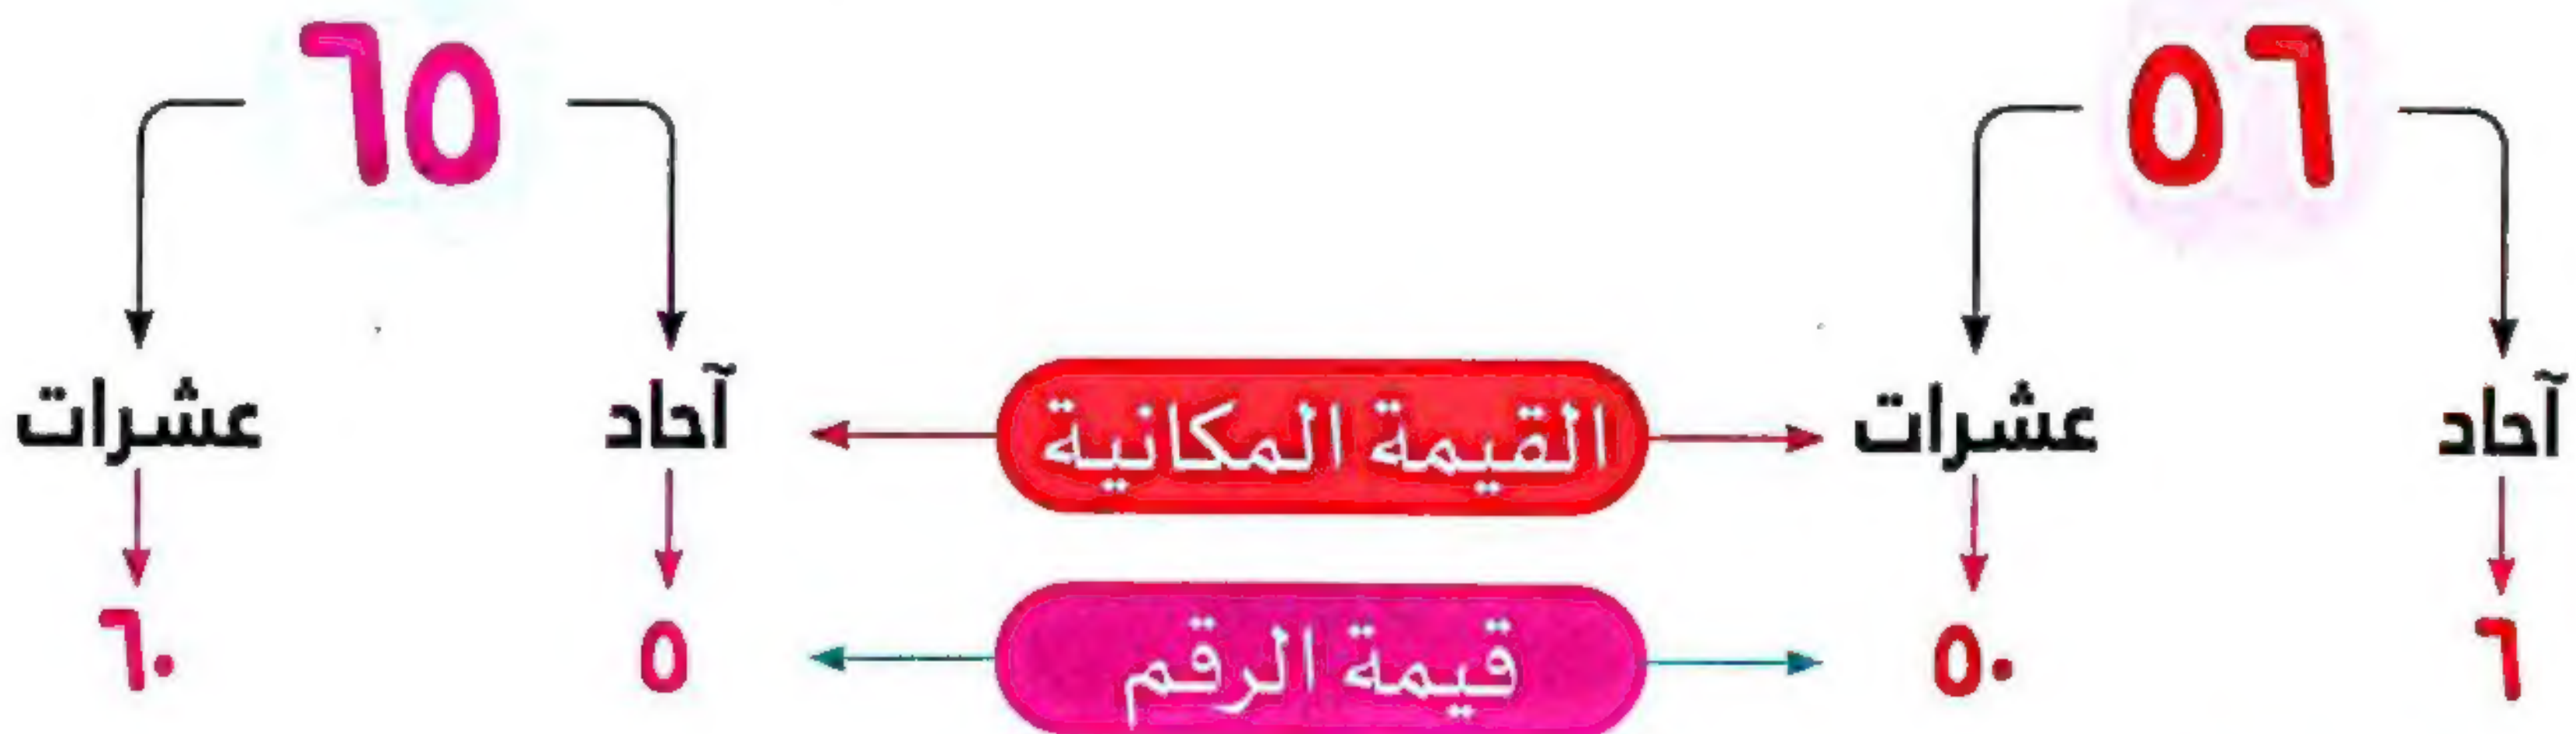 ٥٦ ٦٥
آحاد عشرات القيمة المكانية آحاد عشرات
٦ ٥٠ قيمة الرقم ٥ ٦٠